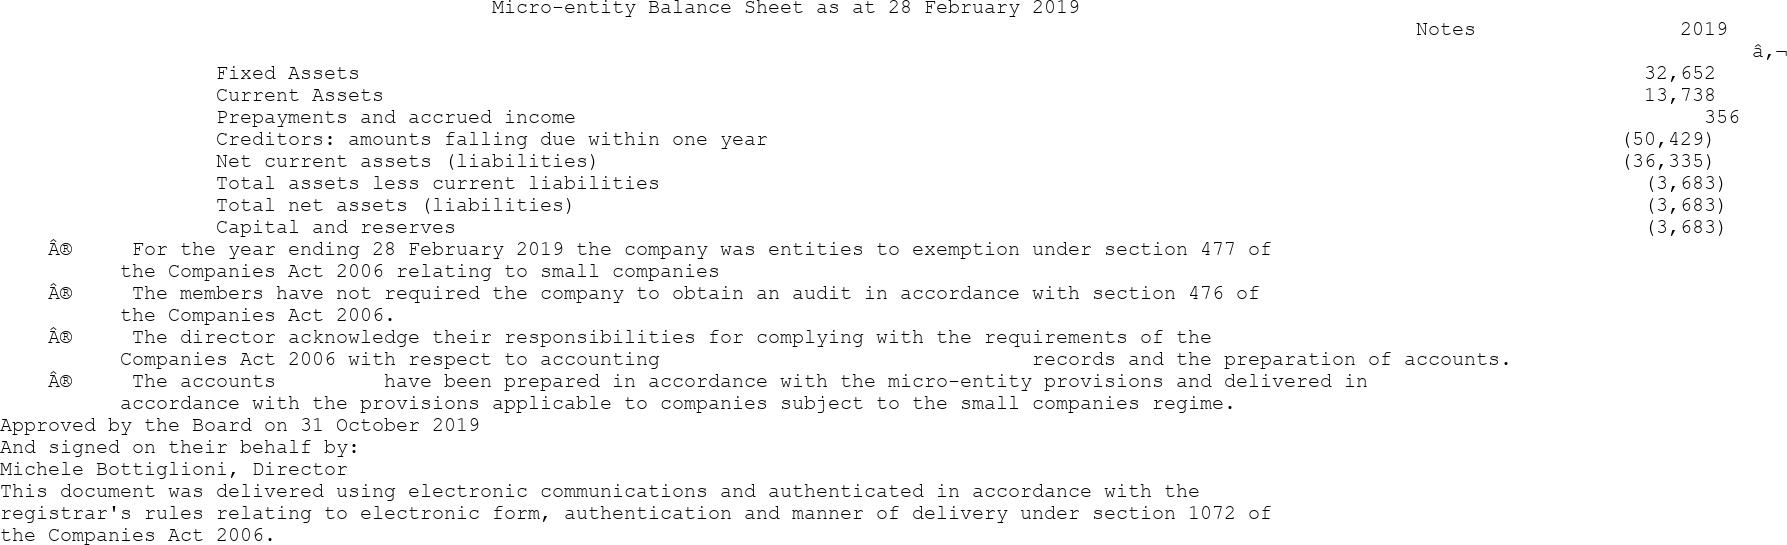 Micro-entity Balance Sheet as at 28 February 2019
Notes 2019
â‚¬
Fixed Assets 32,652
Current Assets 13,738
Prepayments and accrued income 356
Creditors: amounts falling due within one year (50,429)
Net current assets (liabilities) (36,335)
Total assets less current liabilities (3,683)
Total net assets (liabilities) (3,683)
Capital and reserves (3,683)
Â® For the year ending 28 February 2019 the company was entities to exemption under section 477 of
the Companies Act 2006 relating to small companies
Â® The members have not required the company to obtain an audit in accordance with section 476 of
the Companies Act 2006.
Â® The director acknowledge their responsibilities for complying with the requirements of the
Companies Act 2006 with respect to accounting records and the preparation of accounts.
Â® The accounts have been prepared in accordance with the micro-entity provisions and delivered in
accordance with the provisions applicable to companies subject to the small companies regime.
Approved by the Board on 31 October 2019
And signed on their behalf by:
Michele Bottiglioni, Director
This document was delivered using electronic communications and authenticated in accordance with the
registrar's rules relating to electronic form, authentication and manner of delivery under section 1072 of
the Companies Act 2006.